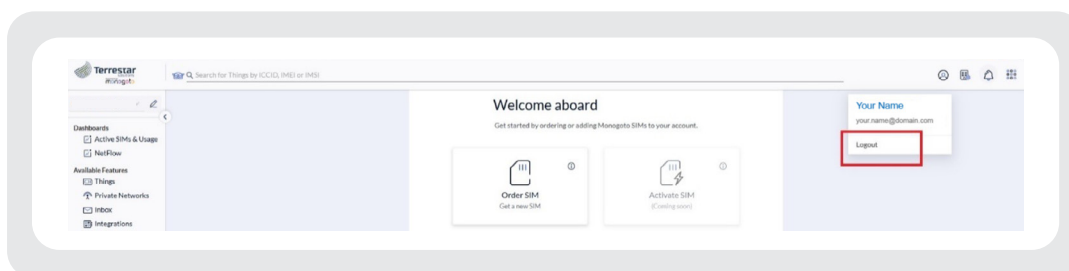 Terrestar
SOLUTIONS
monogoto
Search for Things by ICCID, IMEI or IMSI
Dashboards
Active SIMs & Usage
NetFlow
Available Features
Things
Private Networks
Inbox
Integrations
Welcome aboard
Get started by ordering or adding Monogoto SIMs to your account.
Order SIM
Get a new SIM
Activate SIM
(Coming soon)
Your Name
your.name@domain.com
Logout